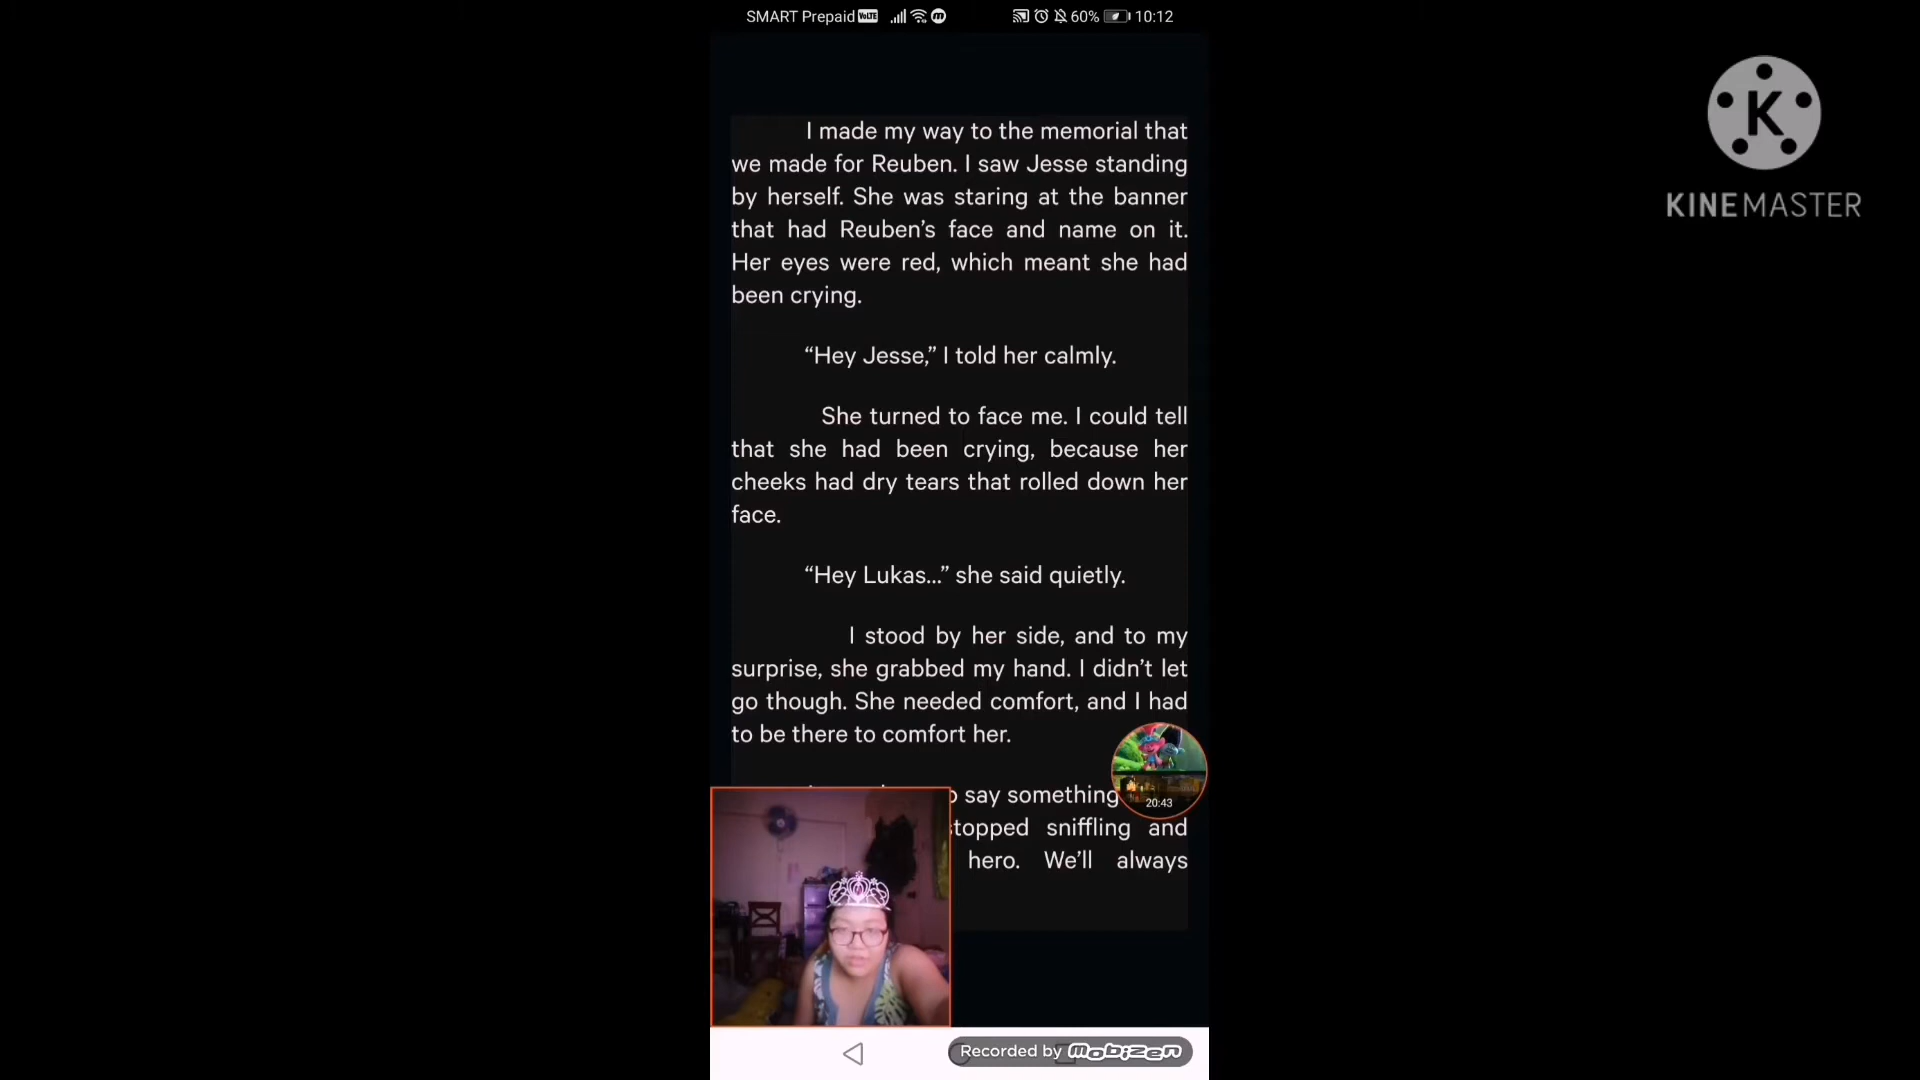 SMART Prepaid VoLTE
60% 10:12
K
KINEMASTER
I made my way to the memorial that
we made for Reuben. I saw Jesse standing
by herself. She was staring at the banner
that had Reuben’s face and name on it.
Her eyes were red, which meant she had
been crying.
“Hey Jesse,” I told her calmly.
She turned to face me. I could tell
that she had been crying, because her
cheeks had dry tears that rolled down her
face.
“Hey Lukas...” she said quietly.
I stood by her side, and to my
surprise, she grabbed my hand. I didn’t let
go though. She needed comfort, and I had
to be there to comfort her.
say something
20:43
stopped sniffling and
hero. We’ll always
Recorded by mobizen